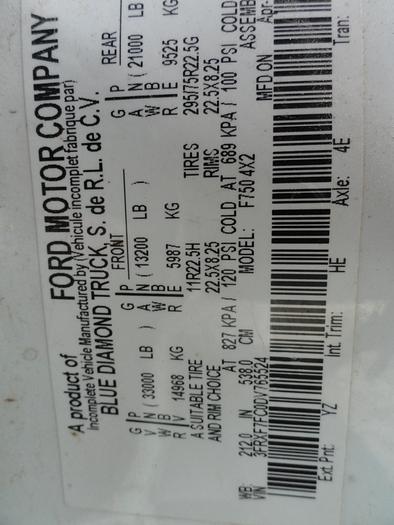 A product of
FORD MOTOR COMPANY
Incomplete Vehicle Manufactured by (Véhicule incomplet fabrique par)
BLUE DIAMOND TRUCK, S. de R.L. de C.V.
FRONT REAR
G G P G P
V N ( 33000 LB ) A N ( 13200 LB ) A N ( 21000 LB
W W B W B
R V 14968 KG R E 5987 KG R E 9525 KG
A SUITABLE TIRE- 11R22.5H TIRES 295/75R22.5G
AND RIM CHOICE 22.5X8.25 RIMS 22.5X8.25
AT 827 KPA/ 120 PSI COLD AT 689 KPA/ 100 PSI COLD
WB: 212.0 IN 538.0 CM MODEL: F750 4X2 ASSEMB
VIN 3FRXF7FC0DV765524 MFD ON Apr-
Ext. Pnt: YZ Int. Trim: HE Axle: 4E Tran: